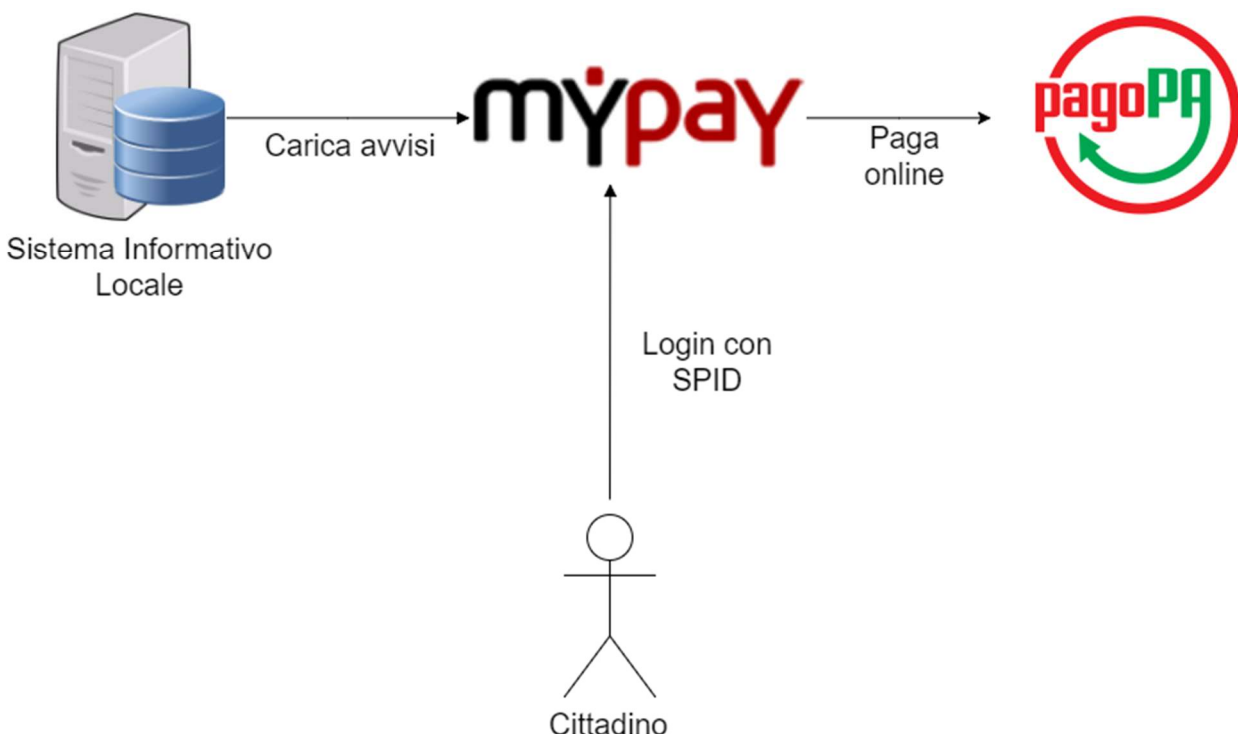 mypay
pagoPA
Carica avvisi
Paga
online
Sistema Informativo
Locale
Login con
SPID
Cittadino